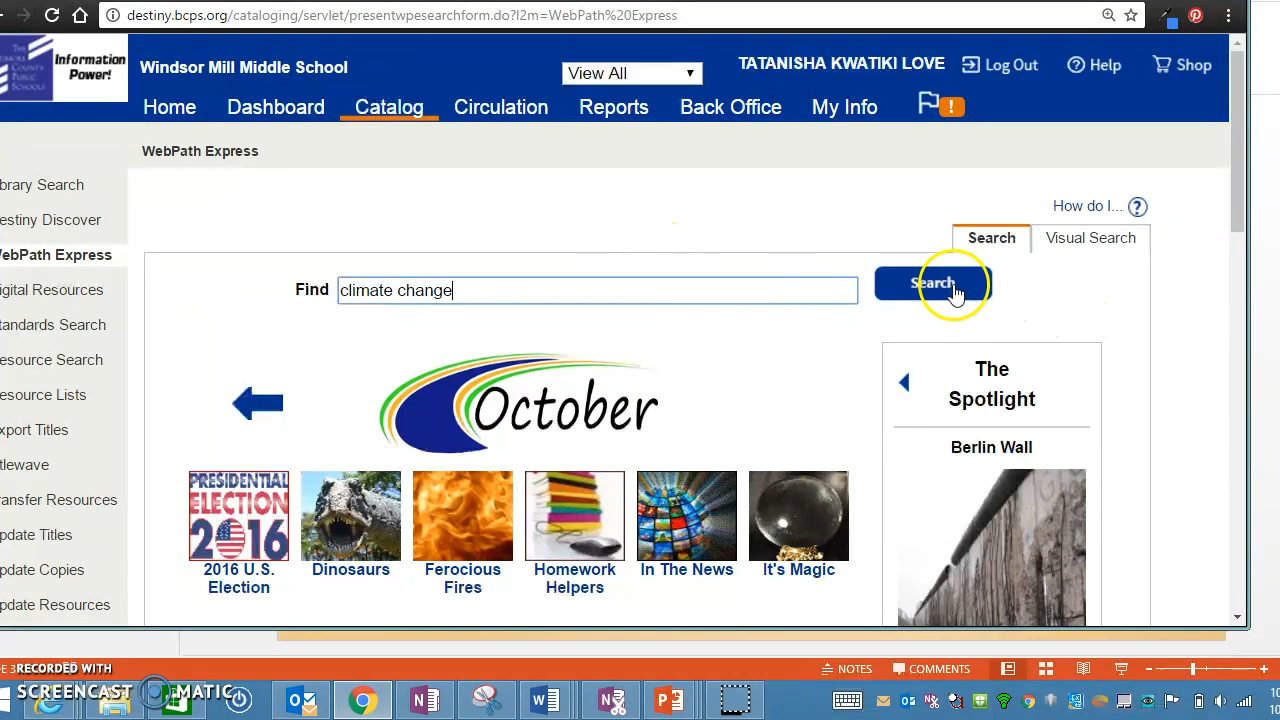 destiny.bcps.org/cataloging/servlet/presentwpesearchform.do?l2m=WebPath%20Express
Information
Power!
Windsor Mill Middle School
View All
TATANISHA KWATIKI LOVE
Log Out
Help
Shop
Home
Dashboard
Catalog
Circulation
Reports
Back Office
My Info
!
WebPath Express
brary Search
estiny Discover
ebPath Express
igital Resources
tandards Search
esource Search
esource Lists
xport Titles
tlewave
ransfer Resources
pdate Titles
pdate Copies
pdate Resources
How do I... ?
Search
Visual Search
Find
climate change
Search
October
The
Spotlight
Berlin Wall
PRESIDENTIAL
ELECTION
2016
2016 U.S.
Election
Dinosaurs
Ferocious
Fires
Homework
Helpers
In The News
It's Magic
RECORDED WITH
SCREENCAST MATIC
NOTES
COMMENTS